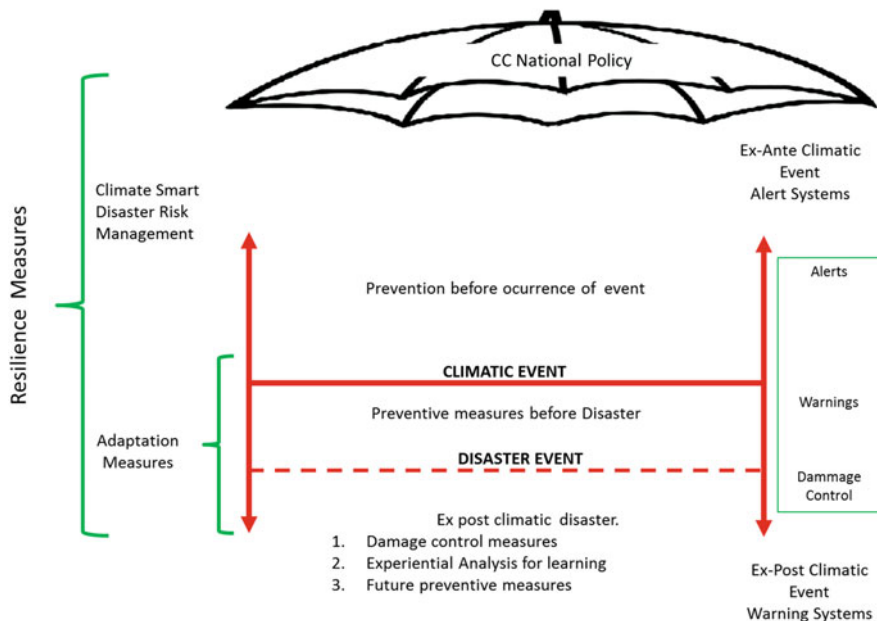 CC National Policy
Ex-Ante Climatic
Event
Alert Systems
Climate Smart
Disaster Risk
Management
Resilience Measures
Alerts
Prevention before ocurrence of event
CLIMATIC EVENT
Preventive measures before Disaster
Warnings
Adaptation
Measures
DISASTER EVENT
Dammage
Control
Ex post climatic disaster.
1. Damage control measures
2. Experiential Analysis for learning
3. Future preventive measures
Ex-Post Climatic
Event
Warning Systems